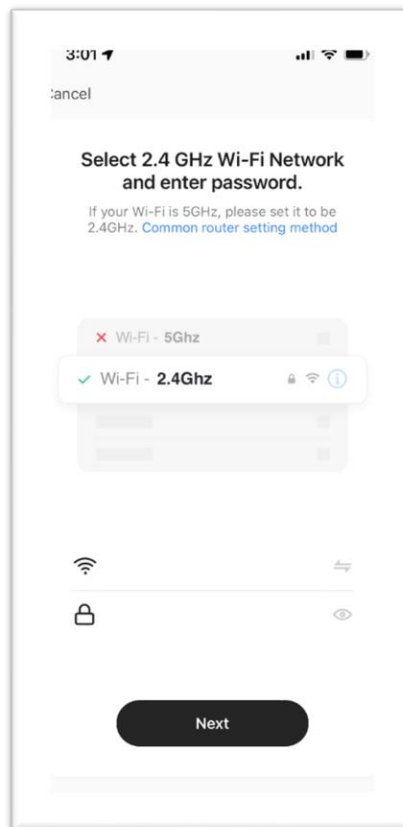 3:01
Cancel
Select 2.4 GHz Wi-Fi Network
and enter password.
If your Wi-Fi is 5GHz, please set it to be
2.4GHz. Common router setting method
Wi-Fi - 5Ghz
Wi-Fi - 2.4Ghz
Next